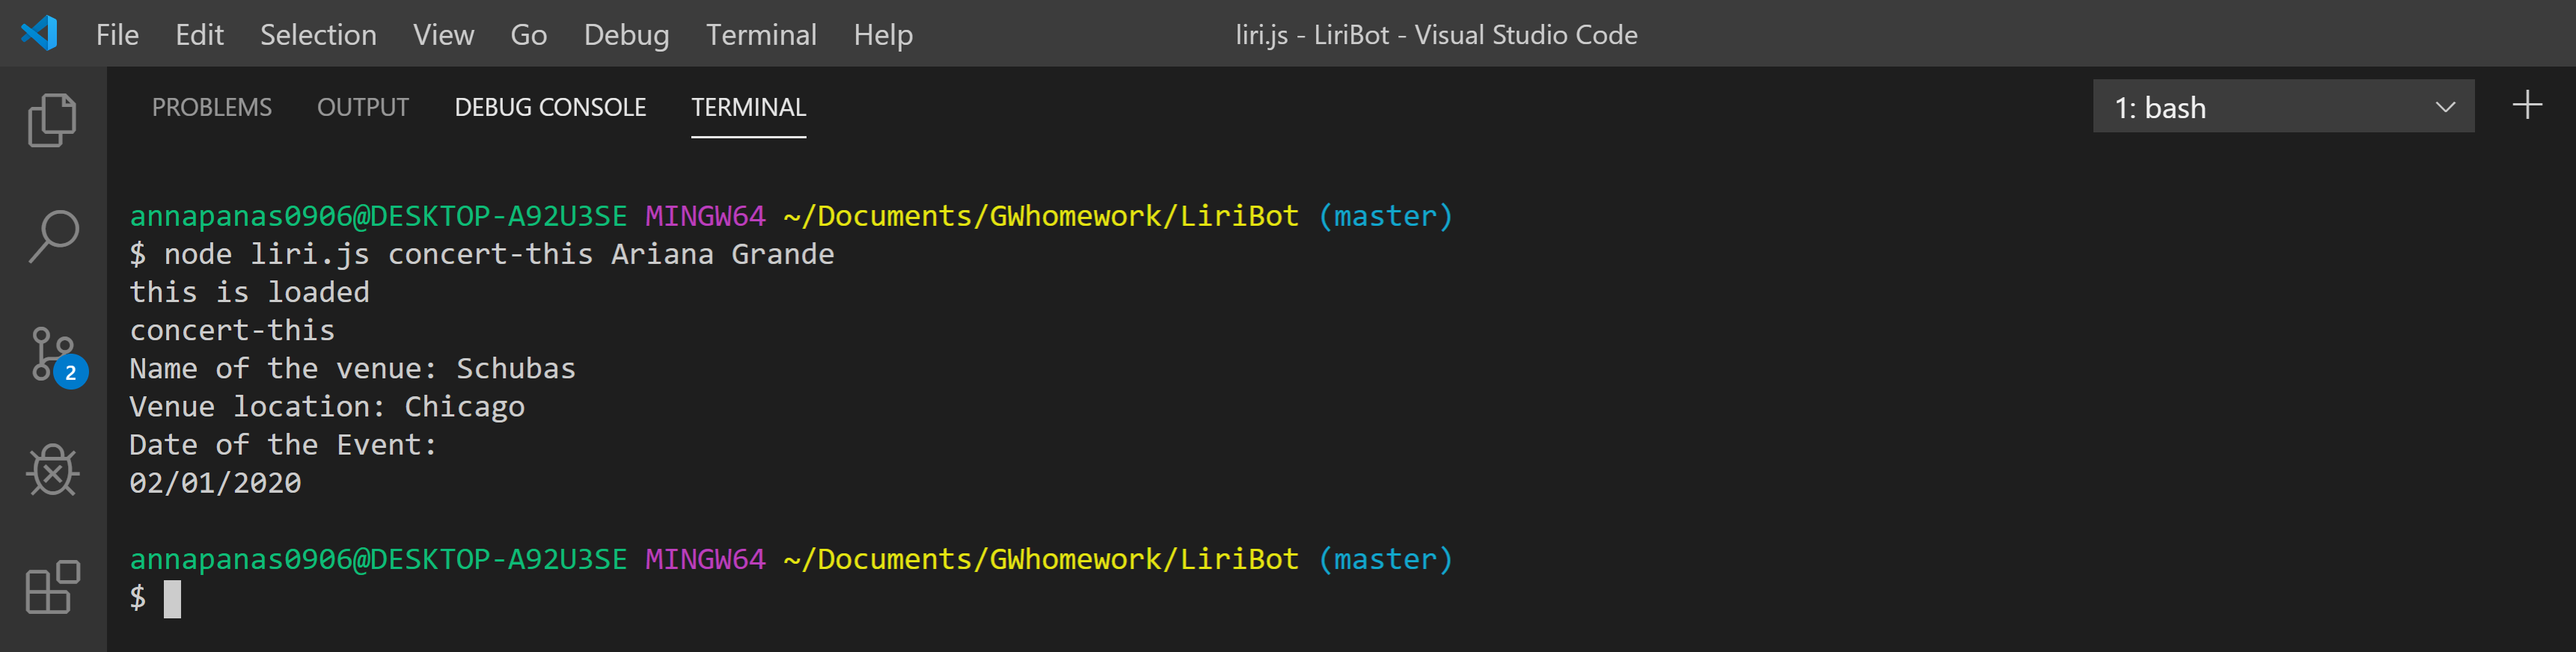 File Edit Selection View Go Debug Terminal Help liri.js - LiriBot - Visual Studio Code
PROBLEMS OUTPUT DEBUG CONSOLE TERMINAL 1: bash
annapanas0906@DESKTOP-A92U3SE MINGW64 ~/Documents/GWhomework/LiriBot (master)
$ node liri.js concert-this Ariana Grande
this is loaded
concert-this
Name of the venue: Schubas
Venue location: Chicago
Date of the Event:
02/01/2020
annapanas0906@DESKTOP-A92U3SE MINGW64 ~/Documents/GWhomework/LiriBot (master)
$
2